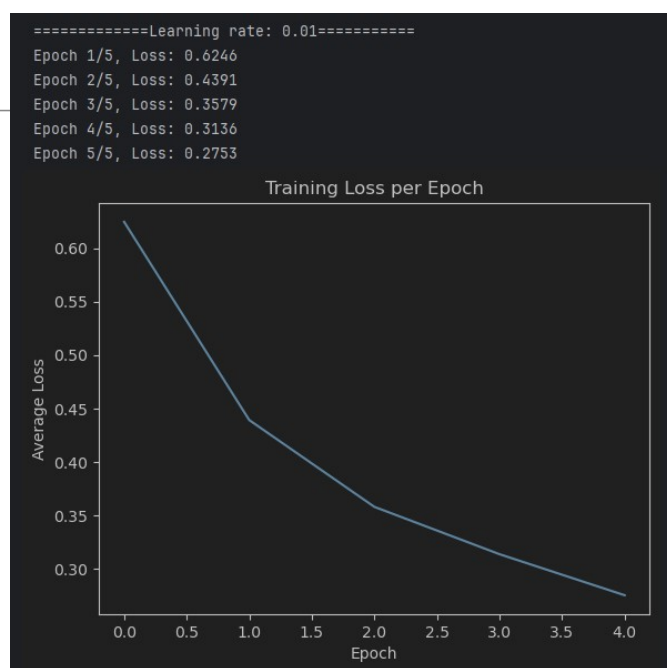 =============Learning rate: 0.01===========
Epoch 1/5, Loss: 0.6246
Epoch 2/5, Loss: 0.4391
Epoch 3/5, Loss: 0.3579
Epoch 4/5, Loss: 0.3136
Epoch 5/5, Loss: 0.2753
Training Loss per Epoch
Average Loss
0.60
0.55
0.50
0.45
0.40
0.35
0.30
0.0 0.5 1.0 1.5 2.0 2.5 3.0 3.5 4.0
Epoch